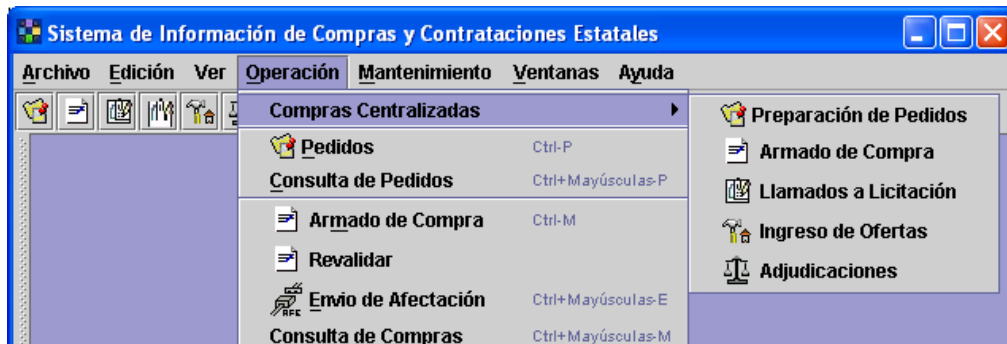 Sistema de Información de Compras y Contrataciones Estatales
Archivo Edición Ver Operación Mantenimiento Ventanas Ayuda
Compras Centralizadas
Pedidos Ctrl-P
Consulta de Pedidos Ctrl+Mayúsculas-P
Armado de Compra Ctrl-M
Revalidar
Envio de Afectación Ctrl+Mayúsculas-E
Consulta de Compras Ctrl+Mayúsculas-M
Preparación de Pedidos
Armado de Compra
Llamados a Licitación
Ingreso de Ofertas
Adjudicaciones